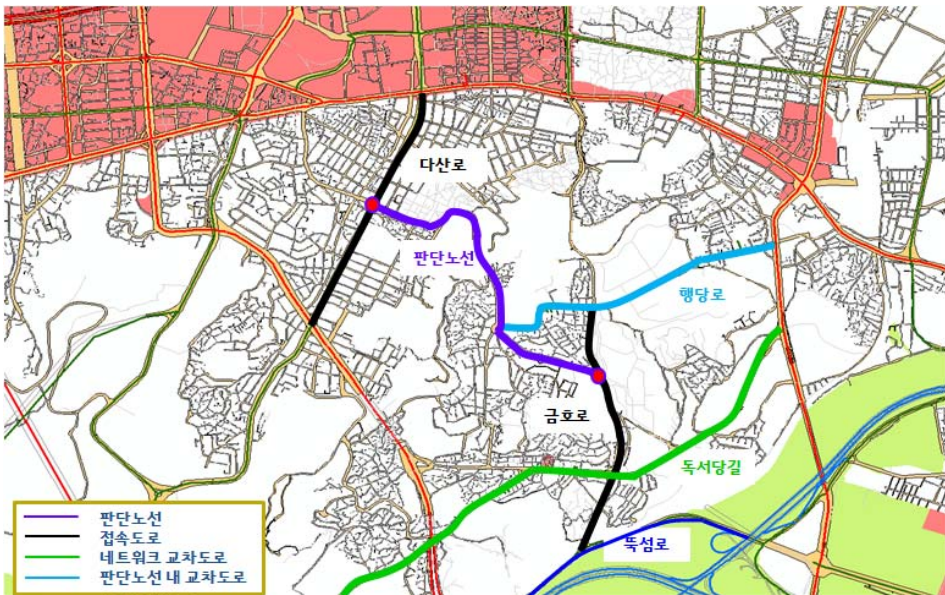 다산로
판단노선
행당로
금호로
독서당길
뚝섬로
판단노선
접속도로
네트워크 교차도로
판단노선 내 교차도로